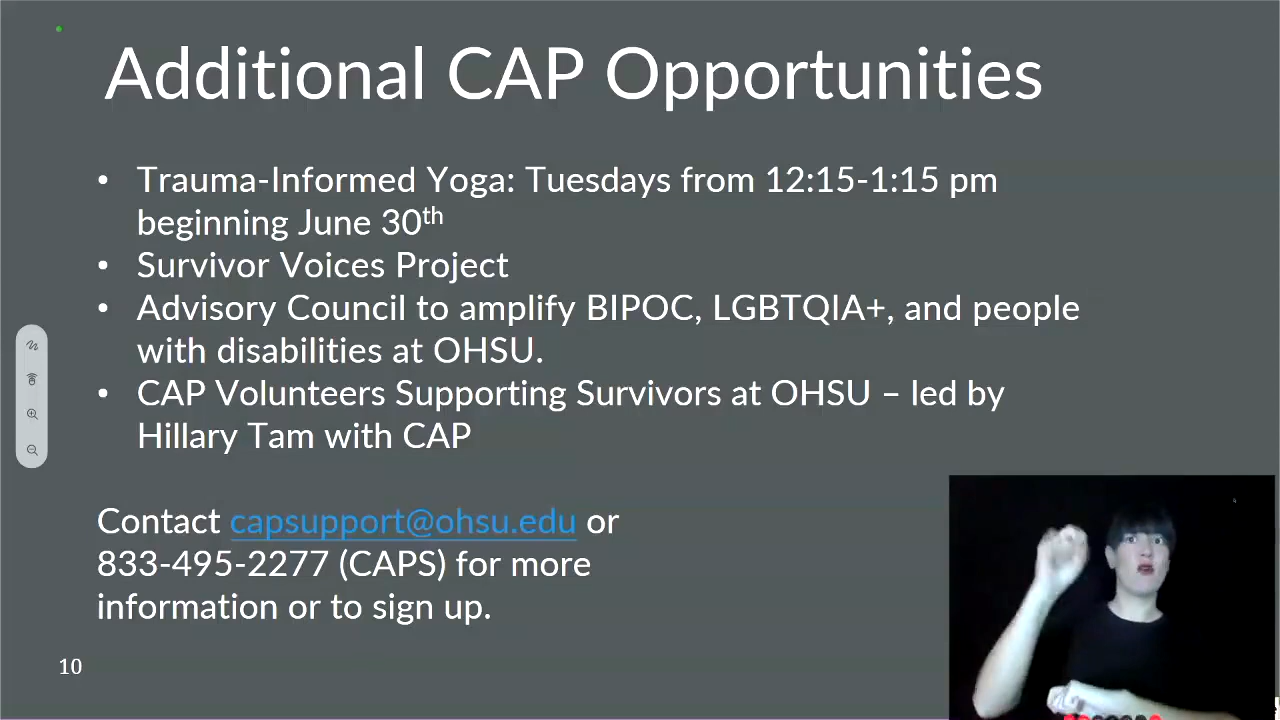 Additional CAP Opportunities
• Trauma-Informed Yoga: Tuesdays from 12:15-1:15 pm
beginning June 30th
• Survivor Voices Project
• Advisory Council to amplify BIPOC, LGBTQIA+, and people
with disabilities at OHSU.
• CAP Volunteers Supporting Survivors at OHSU – led by
Hillary Tam with CAP
Contact capsupport@ohsu.edu or
833-495-2277 (CAPS) for more
information or to sign up.
10